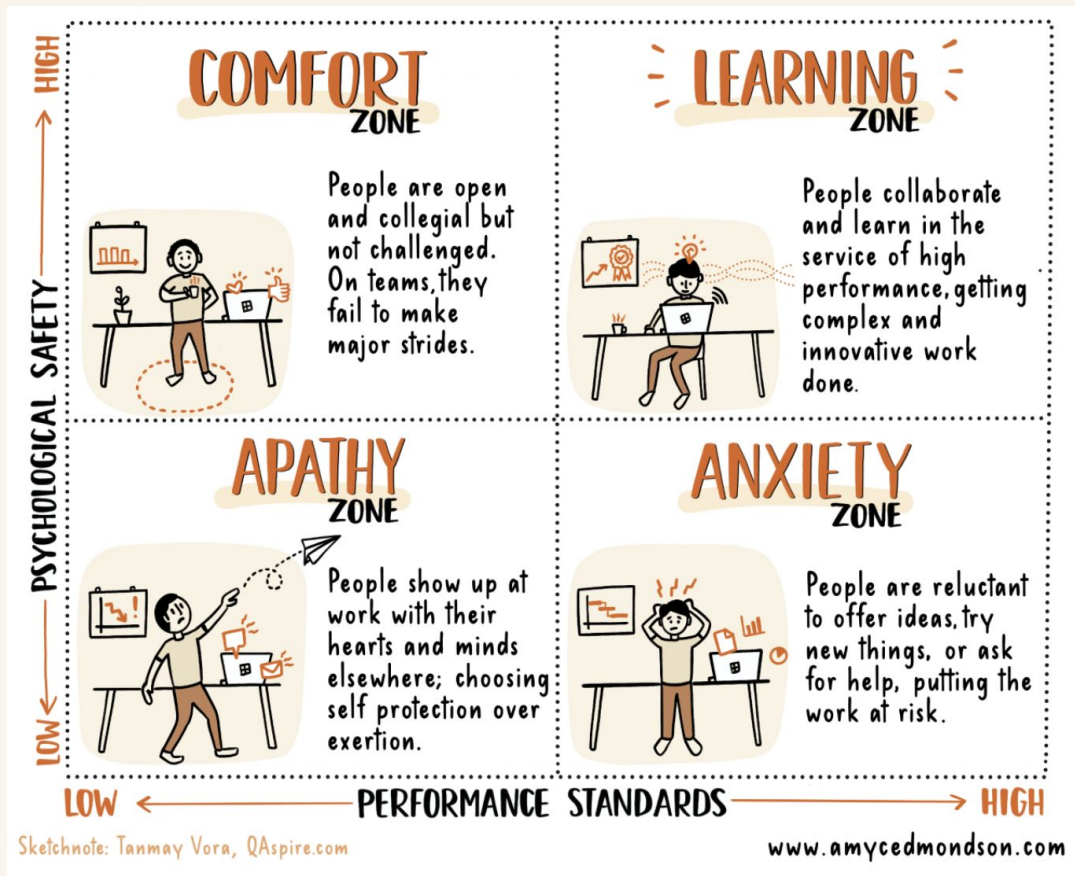 HIGH
PSYCHOLOGICAL SAFETY
LOW
COMFORT
ZONE
People are open
and collegial but
not challenged.
On teams, they
fail to make
major strides.
LEARNING
ZONE
People collaborate
and learn in the
service of high
performance, getting
complex and
innovative work
done.
APATHY
ZONE
People show up at
work with their
hearts and minds
elsewhere; choosing
self protection over
exertion.
ANXIETY
ZONE
People are reluctant
to offer ideas, try
new things, or ask
for help, putting the
work at risk.
LOW
PERFORMANCE STANDARDS
HIGH
Sketchnote: Tanmay Vora, QAspire.com
www.amycedmondson.com